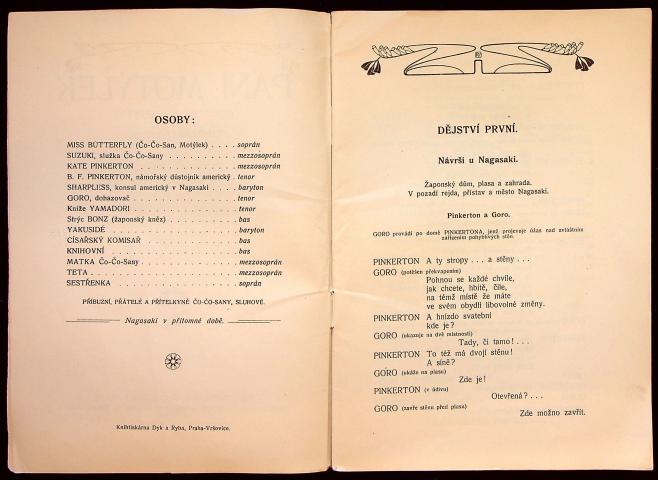 OSOBY:
MISS BUTTERFLY (Čo-Čo-San, Motýlek) . . . . soprán
SUZUKI, služka Čo-Čo-Sany . . . . . . . . . . mezzosoprán
KATE PINKERTON . . . . . . . . . . . . . . . mezzosoprán
B. F. PINKERTON, námořský důstojník americký . tenor
SHARPLESS, konsul americký v Nagasaki . . . . baryton
GORO, dohazovač . . . . . . . . . . . . . . . tenor
Kníže YAMADORI . . . . . . . . . . . . . . . tenor
Strýc BONZ (žaponský kněz) . . . . . . . . . . bas
YAKUSIDÉ . . . . . . . . . . . . . . . . . . baryton
CÍSAŘSKÝ KOMISAŘ . . . . . . . . . . . . . . bas
KNIHOVNÍ . . . . . . . . . . . . . . . . . . bas
MATKA Čo-Čo-Sany . . . . . . . . . . . . . . mezzosoprán
TETA . . . . . . . . . . . . . . . . . . . . mezzosoprán
SESTŘENKA . . . . . . . . . . . . . . . . . soprán
PŘÍBUZNÍ, PŘÁTELÉ A PŘÍTELKYNĚ ČO-ČO-SANY, SLUHOVÉ.
Nagasaki v přítomné době.
Knihtiskárna Dyk a Ryba, Praha-Vršovice.
DĚJSTVÍ PRVNÍ.
Návrší u Nagasaki.
Žaponský dům, plasa a zahrada.
V pozadí rejda, přístav a město Nagasaki.
Pinkerton a Goro.
GORO provádí po domě PINKERTONA, jenž projevuje úžas nad zvláštním
zařízením pohyblivých stěn.
PINKERTON A ty stropy . . . a stěny . . .
GORO (potěšen překvapením)
Pohnou se každé chvíle,
jak chcete, hbitě, čile,
na témž místě že máte
ve svém obydlí libovolné změny.
PINKERTON A hnízdo svatební
kde je?
GORO (ukazuje na dvě místnosti)
Tady, či tamo! . . .
PINKERTON To též má dvojí stěnu!
A síně?
GORO (ukáže na plasu)
Zde je!
PINKERTON (v údivu)
Otevřená? . . .
GORO (zavře stěnu před plasa)
Zde možno zavřít.